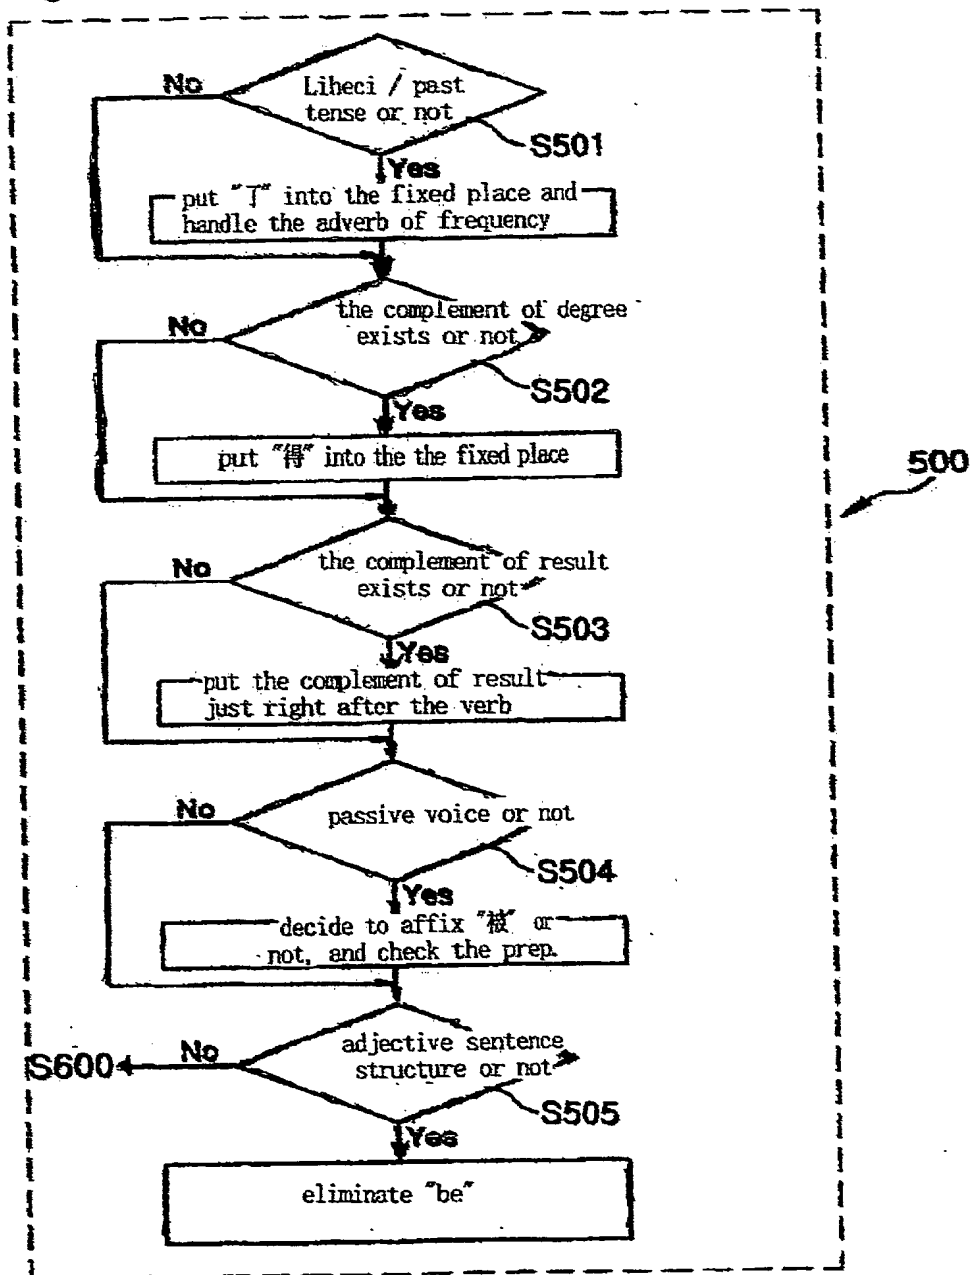 No
Liheci / past
tense or not
S501
Yes
put "了" into the fixed place and
handle the adverb of frequency
No
the complement of degree
exists or not
S502
Yes
put "得" into the the fixed place
500
No
the complement of result
exists or not
S503
Yes
put the complement of result
just right after the verb
No
passive voice or not
S504
Yes
decide to affix "被" or
not, and check the prep.
S600
No
adjective sentence
structure or not
S505
Yes
eliminate "be"